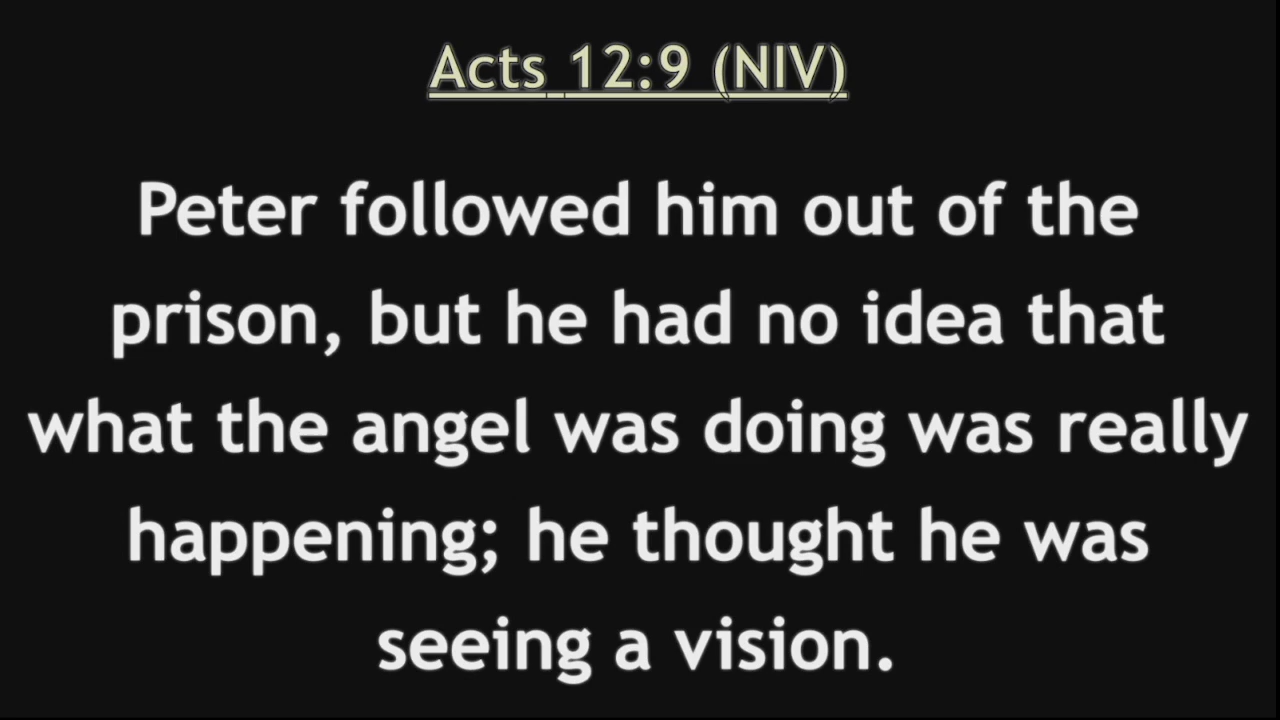 Acts 12:9 (NIV)
Peter followed him out of the
prison, but he had no idea that
what the angel was doing was really
happening; he thought he was
seeing a vision.